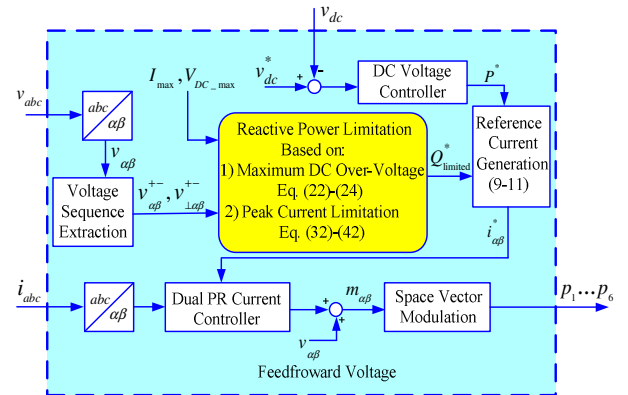 v_dc
I_max , V_DC_max
v*_dc
+
-
DC Voltage
Controller
P*
v_abc
abc
αβ
v_αβ
Voltage
Sequence
Extraction
v^+-_αβ , v^+-_⊥αβ
Reactive Power Limitation
Based on:
1) Maximum DC Over-Voltage
Eq. (22)-(24)
2) Peak Current Limitation
Eq. (32)-(42)
Q*_limited
Reference
Current
Generation
(9-11)
i*_αβ
i_abc
abc
αβ
Dual PR Current
Controller
+
+
v_αβ
m_αβ
Space Vector
Modulation
p_1...p_6
Feedfroward Voltage